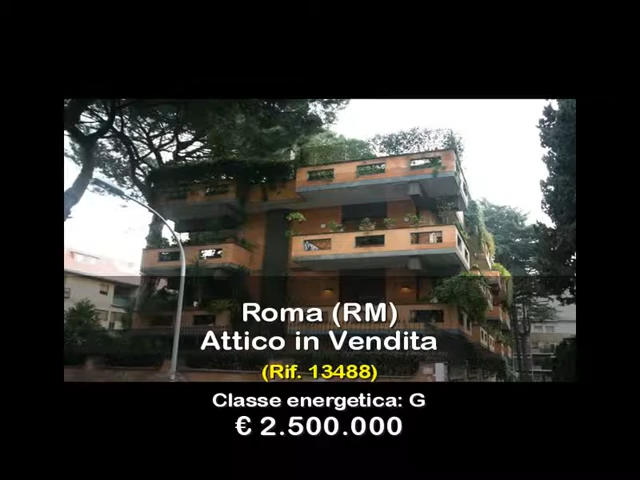 Roma (RM)
Attico in Vendita
(Rif. 13488)
Classe energetica: G
€ 2.500.000